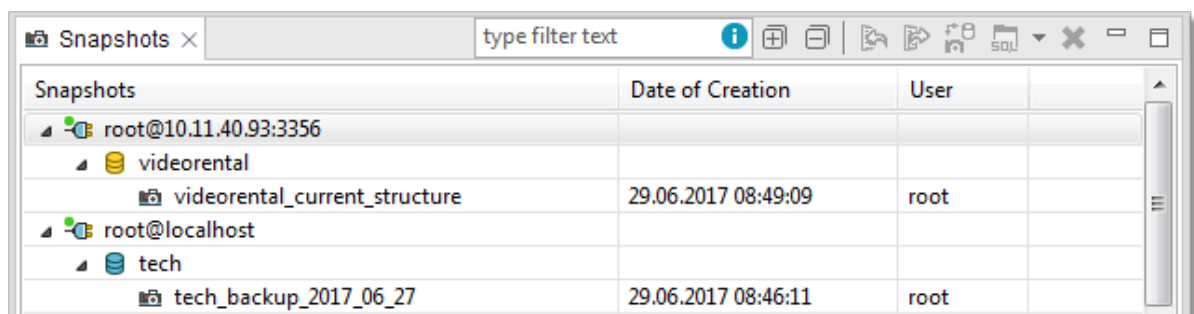 Snapshots
type filter text
i
SQL
Snapshots Date of Creation User
root@10.11.40.93:3356
videorental
videorental_current_structure 29.06.2017 08:49:09 root
root@localhost
tech
tech_backup_2017_06_27 29.06.2017 08:46:11 root